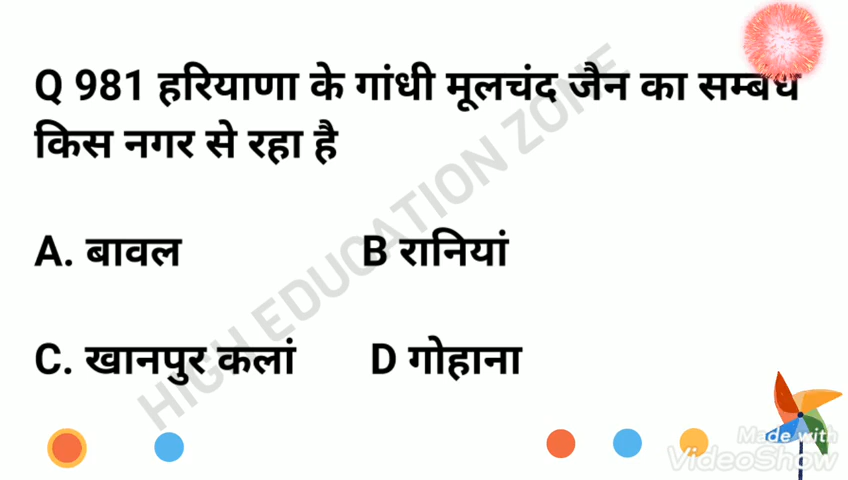 Q 981 हरियाणा के गांधी मूलचंद जैन का सम्बंध
किस नगर से रहा है
A. बावल B रानियां
C. खानपुर कलां D गोहाना
HIGH EDUCATION ZONE
Made with
VideoShow